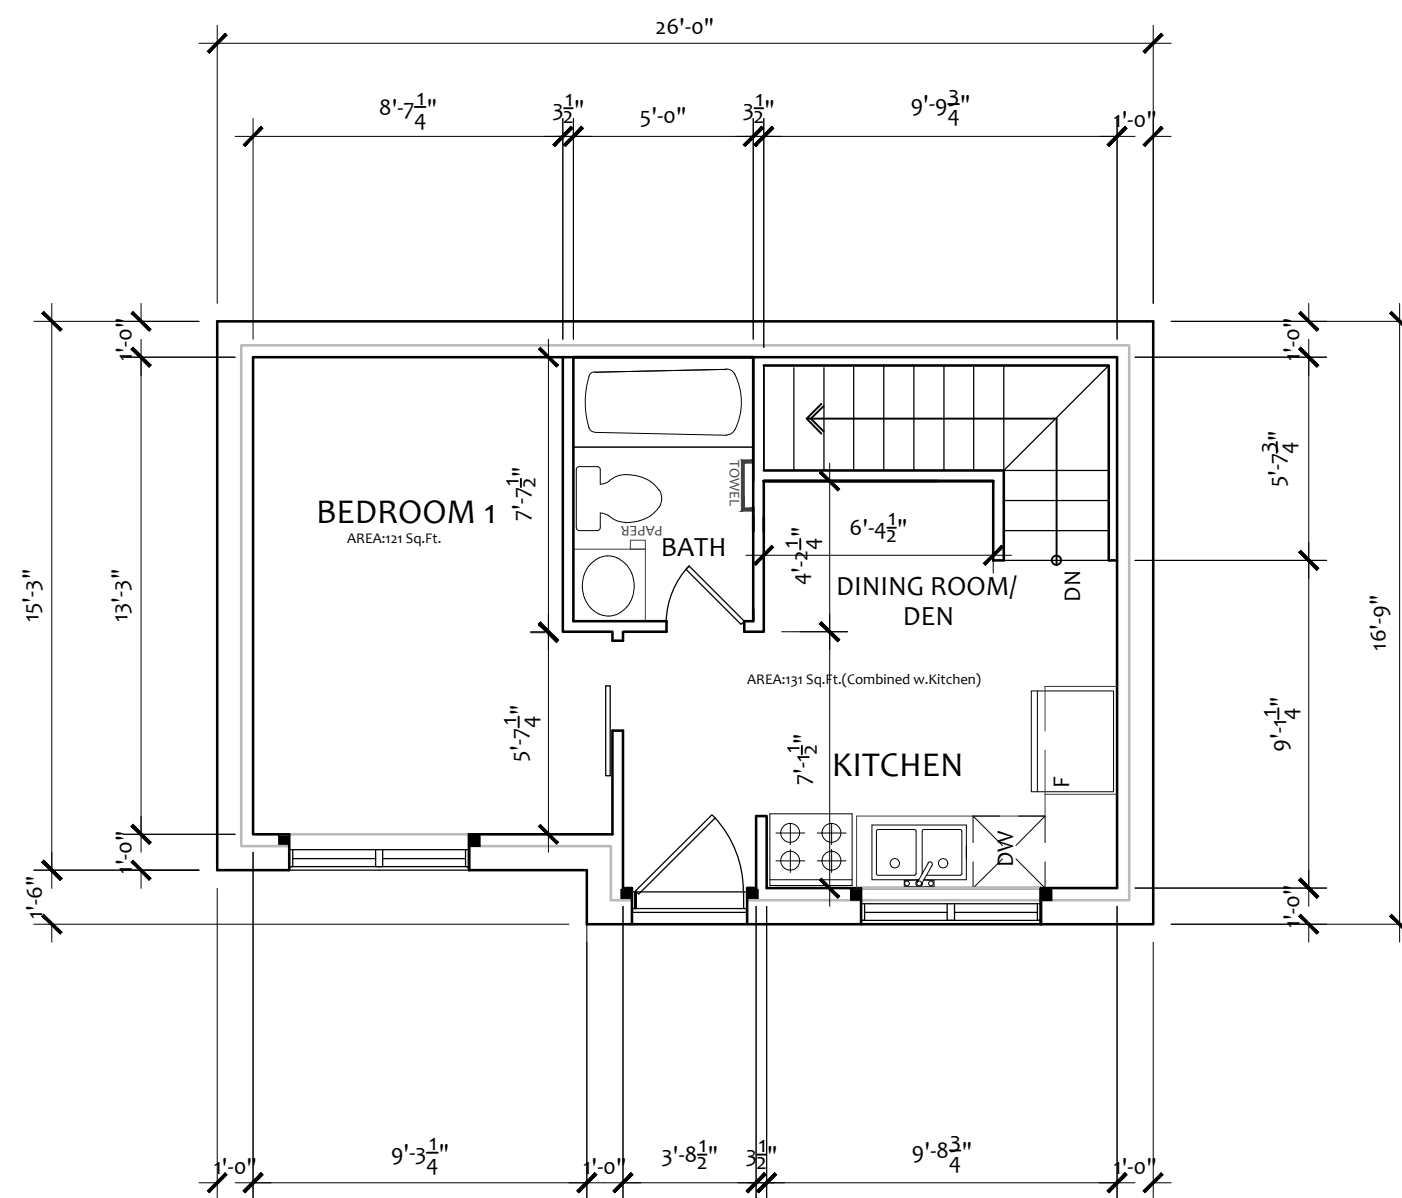 26'-0"
8'-7 1/4"
3 1/2"
5'-0"
3 1/2"
9'-9 3/4"
1'-0"
1'-0"
1'-0"
TOWEL
5'-7 3/4"
7'-7 1/2"
BEDROOM 1
AREA:121 Sq.Ft.
PAPER
BATH
6'-4 1/2"
4'-2 1/4"
DINING ROOM/
DEN
DN
15'-3"
13'-3"
16'-9"
AREA:131 Sq.Ft.(Combined w.Kitchen)
5'-7 1/4"
7'-1 1/2"
9'-1 1/4"
KITCHEN
F
DW
1'-0"
1'-6"
1'-0"
1'-0"
9'-3 1/4"
1'-0"
3'-8 1/2"
3 1/2"
9'-8 3/4"
1'-0"